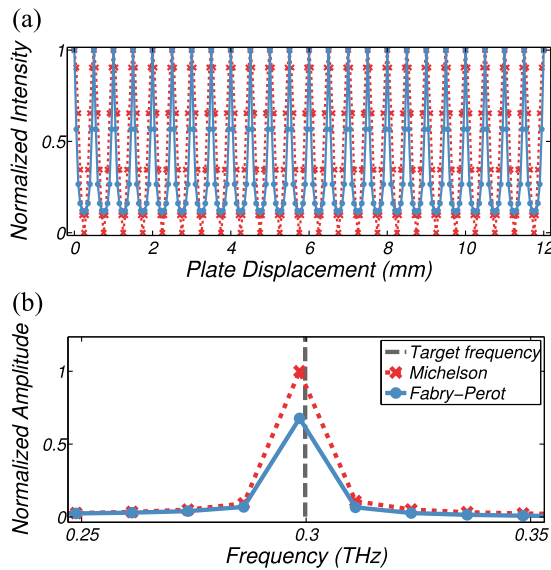 (a)
Normalized Intensity
1
0.5
0
0 2 4 6 8 10 12
Plate Displacement (mm)
(b)
Normalized Amplitude
1
0.5
0
0.25 0.3 0.35
Frequency (THz)
Target frequency
Michelson
Fabry-Perot